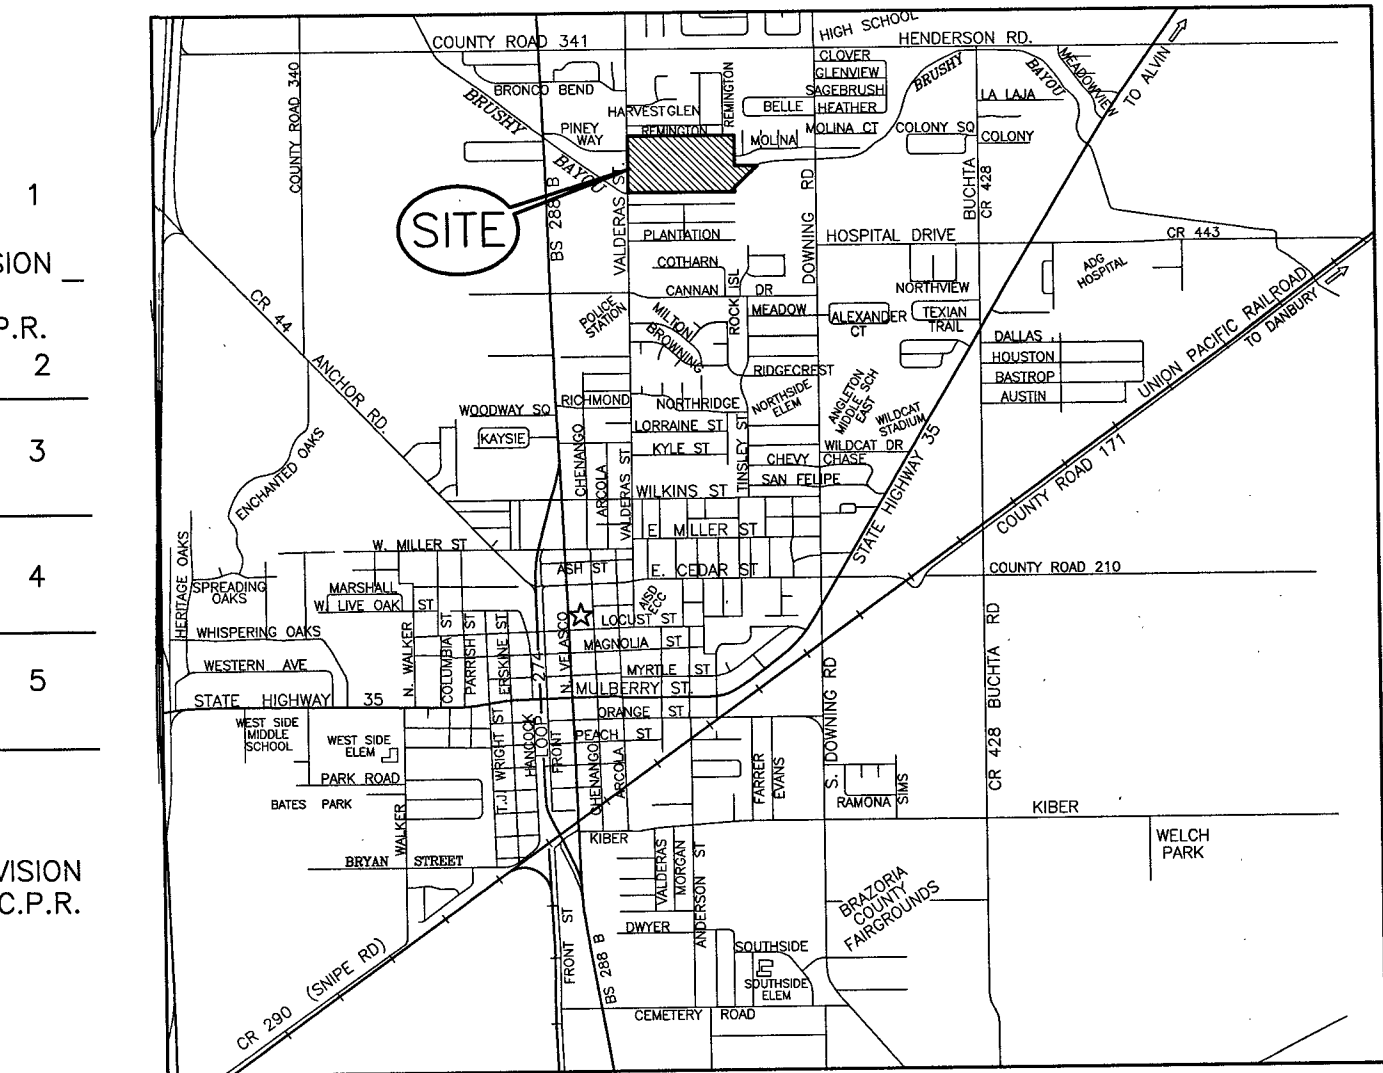 1
SION _
P.R.
2
3
4
5
VISION
C.P.R.
HIGH SCHOOL
HENDERSON RD.
COUNTY ROAD 341
COUNTY ROAD 340
BRONCO BEND
BRUSHY
BAYOU
HARVEST GLEN
REMINGTON
REMINGTON
PINEY
WAY
CLOVER
GLENVIEW
SAGEBRUSH
BELLE
HEATHER
MOLINA CT
MOLINA
BRUSHY
BAYOU
MEADOWVIEW
TO ALVIN
LA LAJA
COLONY SQ
COLONY
SITE
BS 288 B
VALDERAS ST.
DOWNING RD
BUCHTA
CR 428
PLANTATION
HOSPITAL DRIVE
CR 443
COTHARN
CANNAN DR
ROCK ISL
NORTHVIEW
ADG
HOSPITAL
UNION PACIFIC RAILROAD
TO DANBURY
CR 44
ANCHOR RD.
POLICE
STATION
MILTON
BROWNING
MEADOW
ALEXANDER
CT
TEXIAN
TRAIL
DALLAS
HOUSTON
BASTROP
AUSTIN
RIDGECREST
NORTHSIDE
ELEM
ANGLETON
MIDDLE SCH
EAST
WILDCAT
STADIUM
RICHMOND
NORTHRIDGE
WOODWAY SQ
KAYSIE
LORRAINE ST
KYLE ST
TINSLEY ST
WILDCAT DR
CHEVY CHASE
SAN FELIPE
STATE HIGHWAY 35
COUNTY ROAD 171
CHENANGO
ARCOLA
VALDERAS ST
WILKINS ST
E MILLER ST
E. CEDAR ST
ENCHANTED OAKS
HERITAGE OAKS
W. MILLER ST
ASH ST
COUNTY ROAD 210
SPREADING
OAKS
MARSHALL
W. LIVE OAK ST
AISD
ECC
LOCUST ST
WHISPERING OAKS
MAGNOLIA ST
WESTERN AVE
N. WALKER
COLUMBIA ST
PARRISH ST
ERSKINE ST
274
N. VELASCO
MYRTLE ST
MULBERRY ST.
STATE HIGHWAY 35
ORANGE ST
PEACH ST
WEST SIDE
MIDDLE
SCHOOL
WEST SIDE
ELEM
T.J. WRIGHT ST
HANCOCK
LOOP
FRONT
CHENANGO
ARCOLA
PARK ROAD
BATES PARK
WALKER
FARRER
EVANS
S. DOWNING RD
RAMONA
SIMS
CR 428 BUCHTA RD
KIBER
KIBER
WELCH
PARK
BRYAN STREET
VALDERAS
MORGAN
ANDERSON ST
BRAZORIA
COUNTY
FAIRGROUNDS
DWYER
FRONT ST
BS 288 B
SOUTHSIDE
SOUTHSIDE
ELEM
CR 290 (SNIPE RD)
CEMETERY ROAD